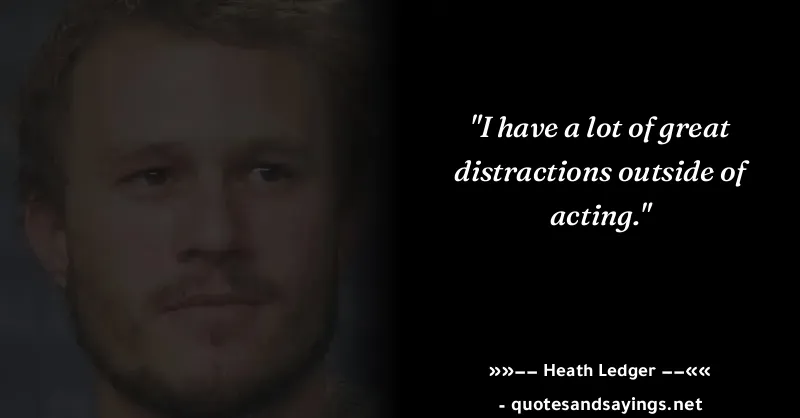 "I have a lot of great
distractions outside of
acting."
»»−− Heath Ledger −−««
- quotesandsayings.net